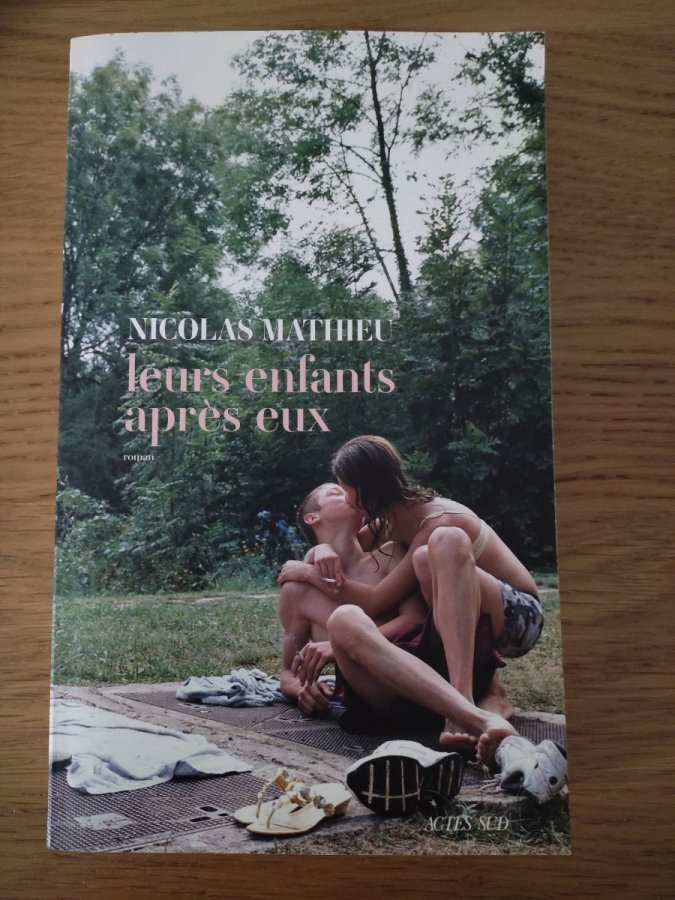 NICOLAS MATHIEU
leurs enfants
après eux
roman
ACTES SUD